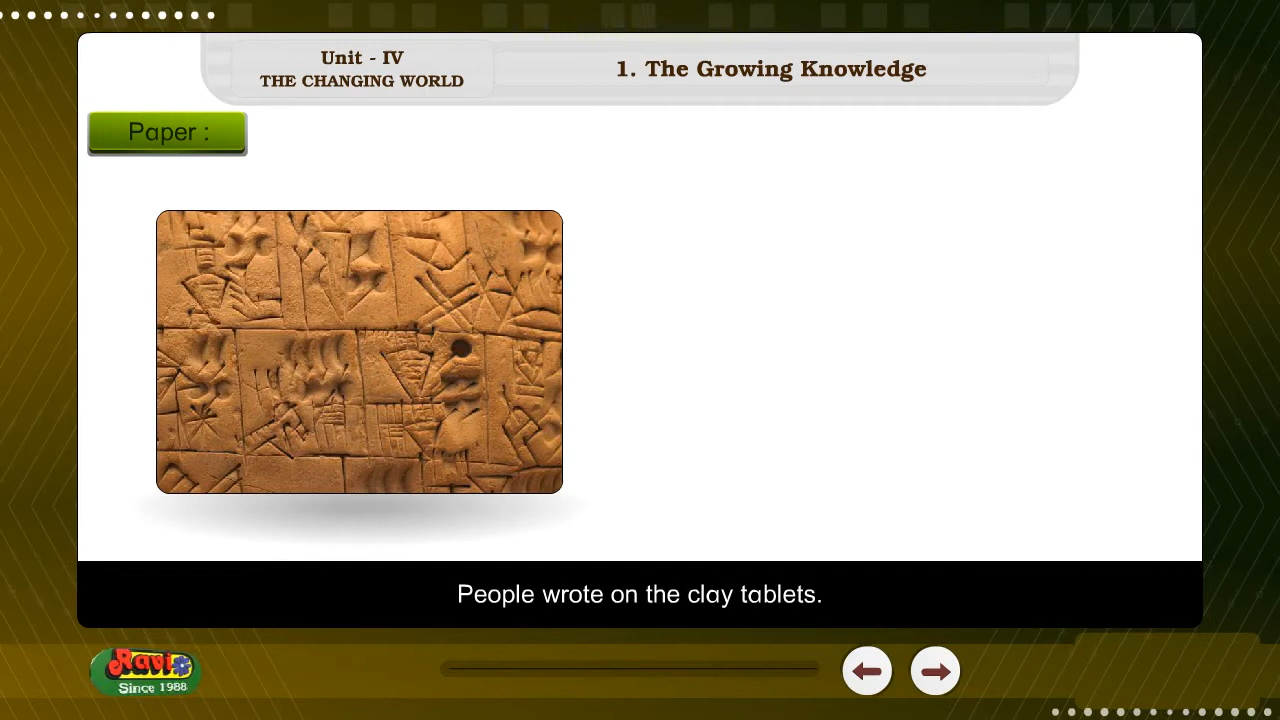 Unit - IV
THE CHANGING WORLD
1. The Growing Knowledge
Paper :
People wrote on the clay tablets.
Ravi
Since 1988